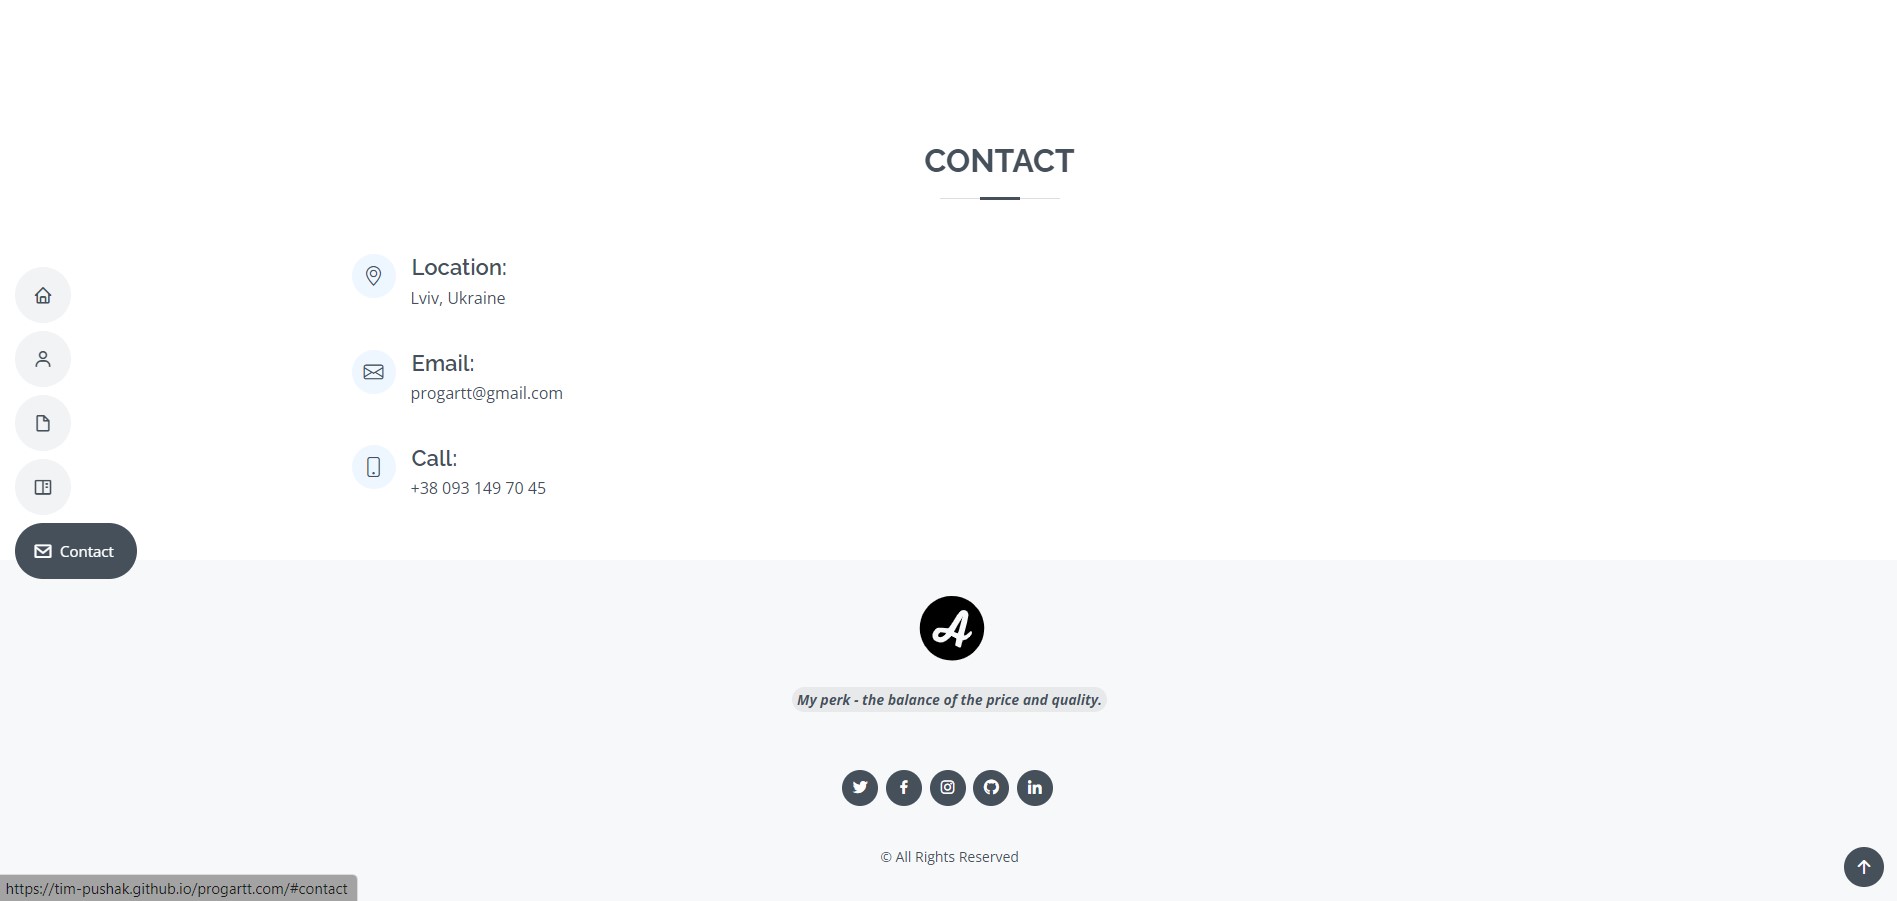 CONTACT
Location:
Lviv, Ukraine
Email:
progartt@gmail.com
Call:
+38 093 149 70 45
Contact
A
My perk - the balance of the price and quality.
© All Rights Reserved
https://tim-pushak.github.io/progartt.com/#contact